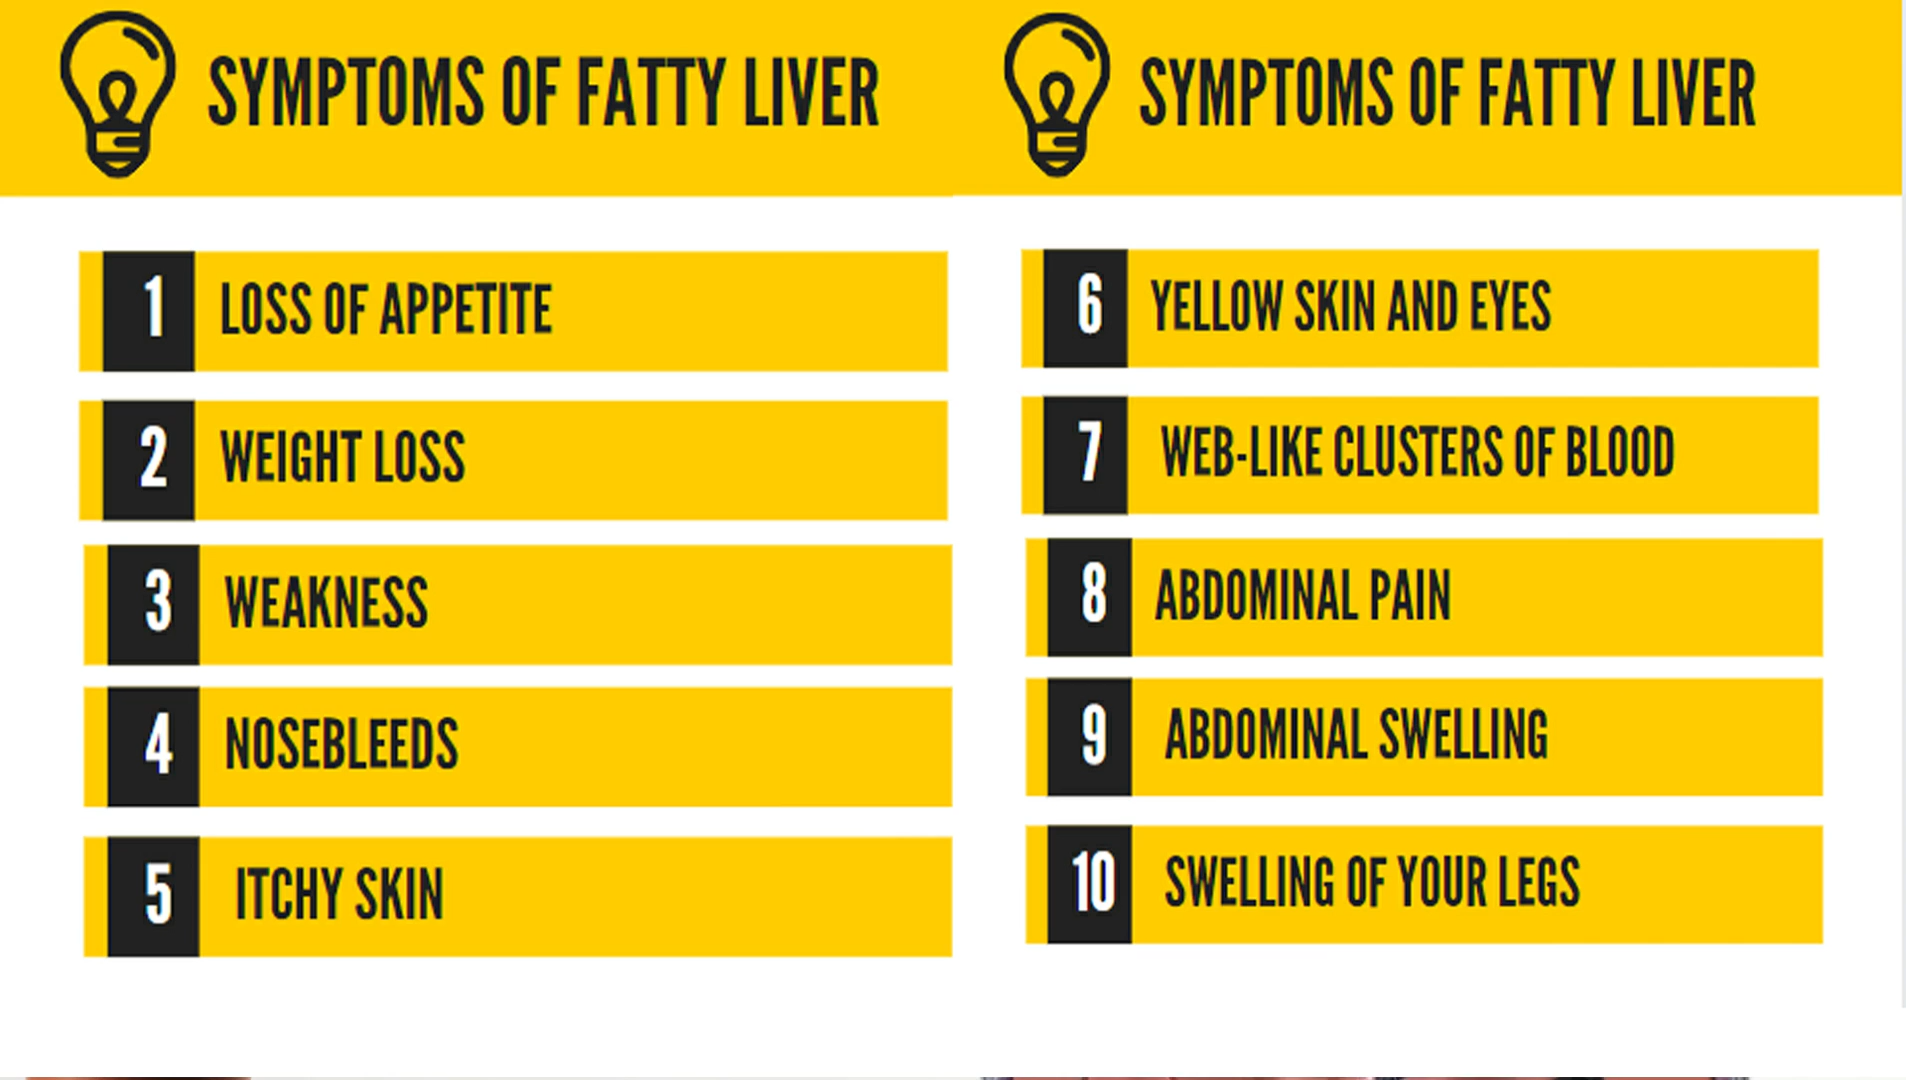 SYMPTOMS OF FATTY LIVER
1 LOSS OF APPETITE
2 WEIGHT LOSS
3 WEAKNESS
4 NOSEBLEEDS
5 ITCHY SKIN
SYMPTOMS OF FATTY LIVER
6 YELLOW SKIN AND EYES
7 WEB-LIKE CLUSTERS OF BLOOD
8 ABDOMINAL PAIN
9 ABDOMINAL SWELLING
10 SWELLING OF YOUR LEGS